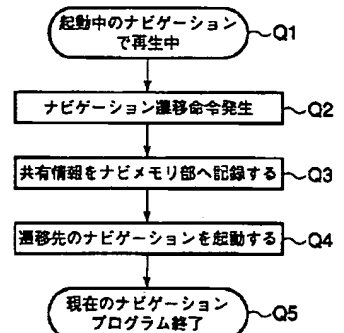 起動中のナビゲーション
で再生中
Q1
ナビゲーション遷移命令発生
Q2
共有情報をナビメモリ部へ記録する
Q3
遷移先のナビゲーションを起動する
Q4
現在のナビゲーション
プログラム終了
Q5